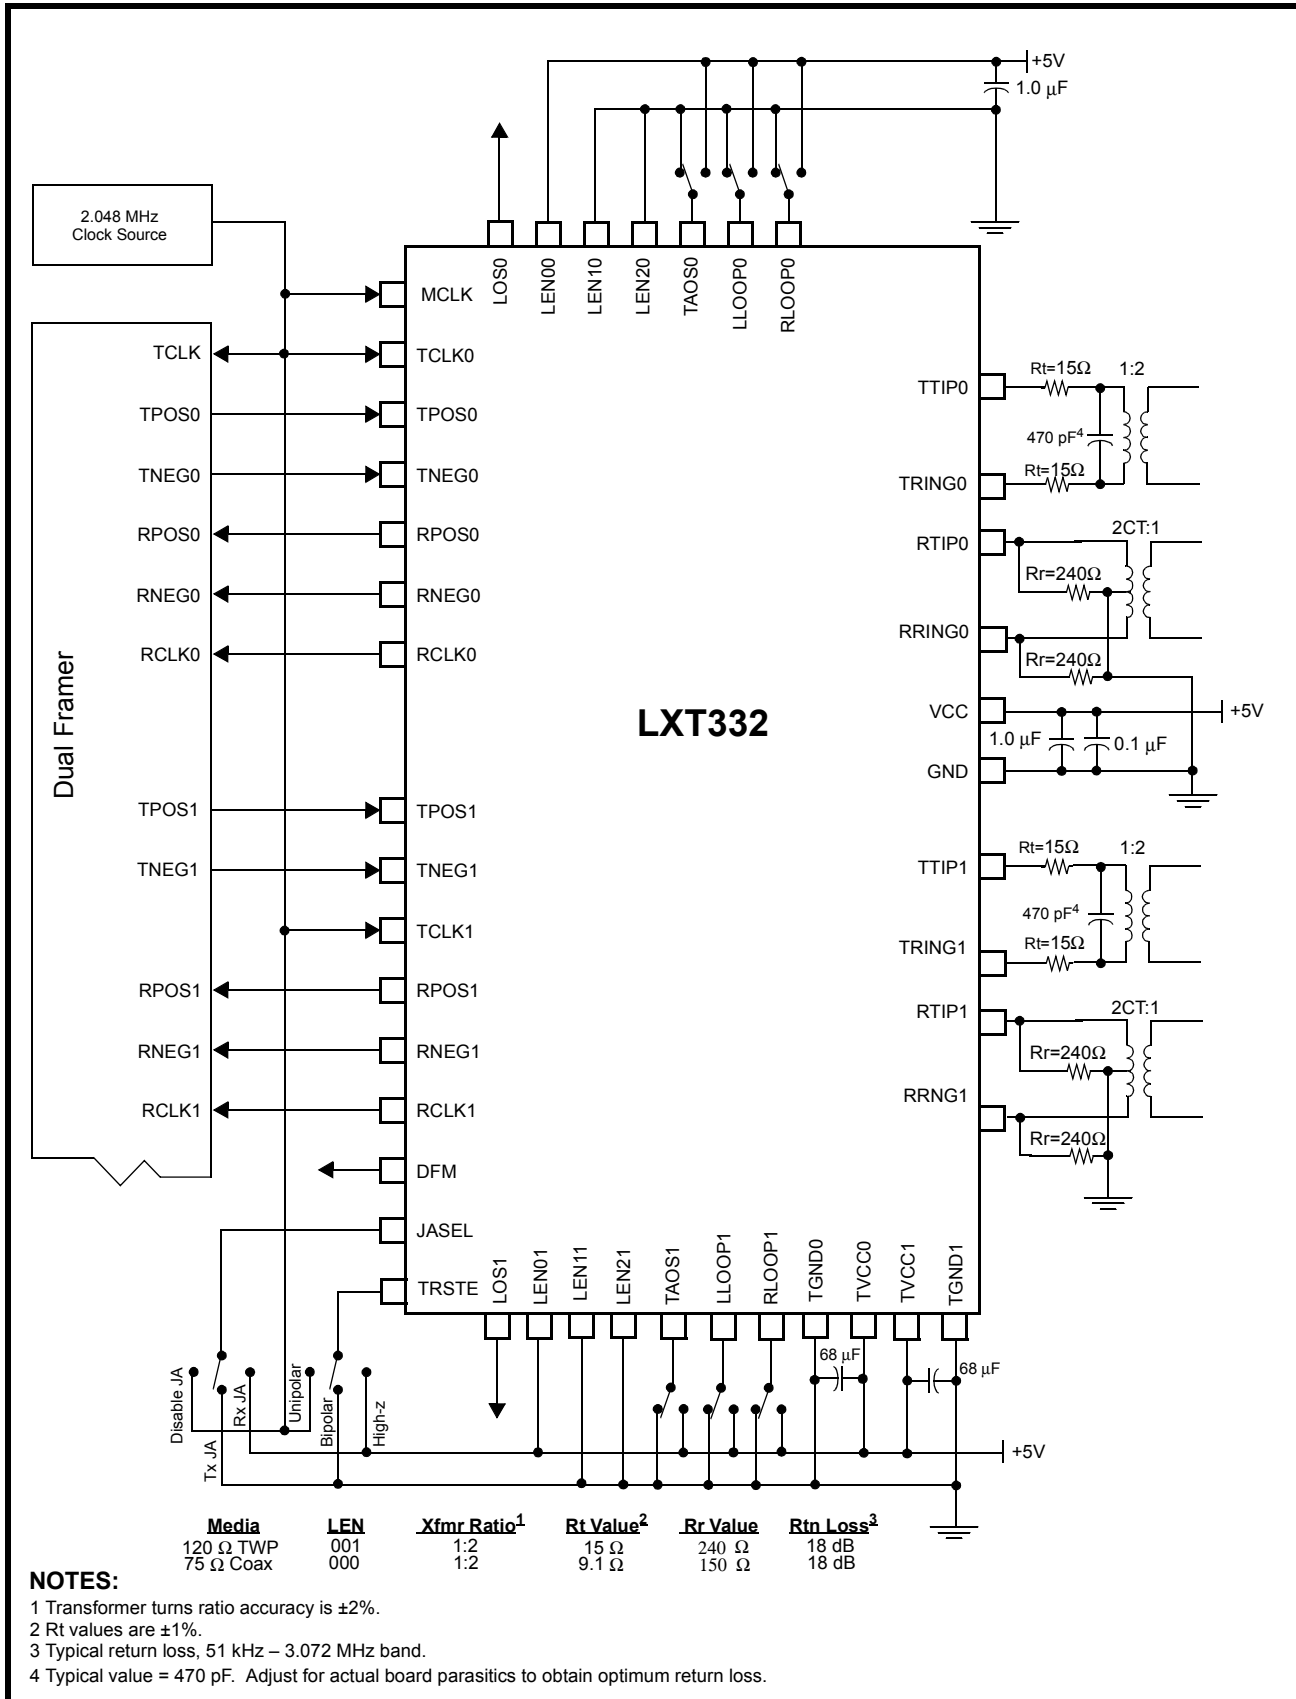 +5V
1.0 µF
2.048 MHz
Clock Source
LOS0
LEN00
LEN10
LEN20
TAOS0
LLOOP0
RLOOP0
MCLK
TCLK
TCLK0
TPOS0
TPOS0
TNEG0
TNEG0
RPOS0
RPOS0
RNEG0
RNEG0
RCLK0
RCLK0
Dual Framer
LXT332
TPOS1
TPOS1
TNEG1
TNEG1
TCLK1
RPOS1
RPOS1
RNEG1
RNEG1
RCLK1
RCLK1
DFM
JASEL
TRSTE
TTIP0
Rt=15Ω
1:2
470 pF4
TRING0
Rt=15Ω
RTIP0
2CT:1
Rr=240Ω
RRING0
Rr=240Ω
VCC
+5V
1.0 µF
0.1 µF
GND
TTIP1
Rt=15Ω
1:2
470 pF4
TRING1
Rt=15Ω
RTIP1
2CT:1
Rr=240Ω
RRNG1
Rr=240Ω
LOS1
LEN01
LEN11
LEN21
TAOS1
LLOOP1
RLOOP1
TGND0
TVCC0
TVCC1
TGND1
68 µF
68 µF
Disable JA
Tx JA
Rx JA
Unipolar
Bipolar
High-z
+5V
Media LEN Xfmr Ratio1 Rt Value2 Rr Value Rtn Loss3
120 Ω TWP 001 1:2 15 Ω 240 Ω 18 dB
75 Ω Coax 000 1:2 9.1 Ω 150 Ω 18 dB
NOTES:
1 Transformer turns ratio accuracy is ±2%.
2 Rt values are ±1%.
3 Typical return loss, 51 kHz – 3.072 MHz band.
4 Typical value = 470 pF. Adjust for actual board parasitics to obtain optimum return loss.